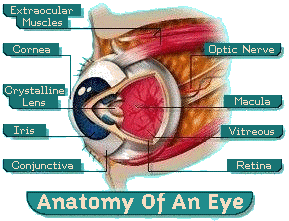 Extraocular
Muscles
Cornea
Optic Nerve
Crystalline
Lens
Macula
Iris
Vitreous
Conjunctiva
Retina
Anatomy Of An Eye